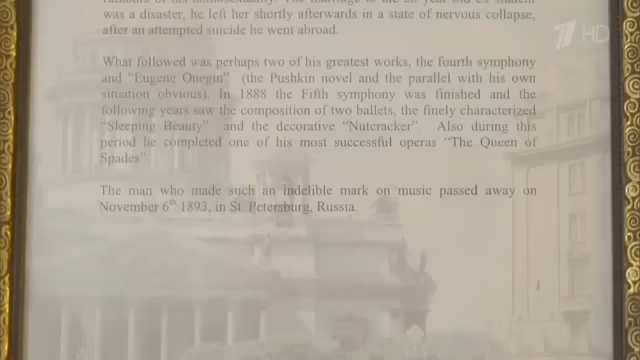 rumours of his homosexuality. The marriage to the 28 year old ex student
was a disaster, he left her shortly afterwards in a state of nervous collapse,
after an attempted suicide he went abroad.
What followed was perhaps two of his greatest works, the fourth symphony
and “Eugene Onegin” (the Pushkin novel and the parallel with his own
situation obvious). In 1888 the Fifth symphony was finished and the
following years saw the composition of two ballets, the finely characterized
“Sleeping Beauty” and the decorative “Nutcracker”. Also during this
period he completed one of his most successful operas “The Queen of
Spades”.
The man who made such an indelible mark on music passed away on
November 6th 1893, in St. Petersburg, Russia.
HD